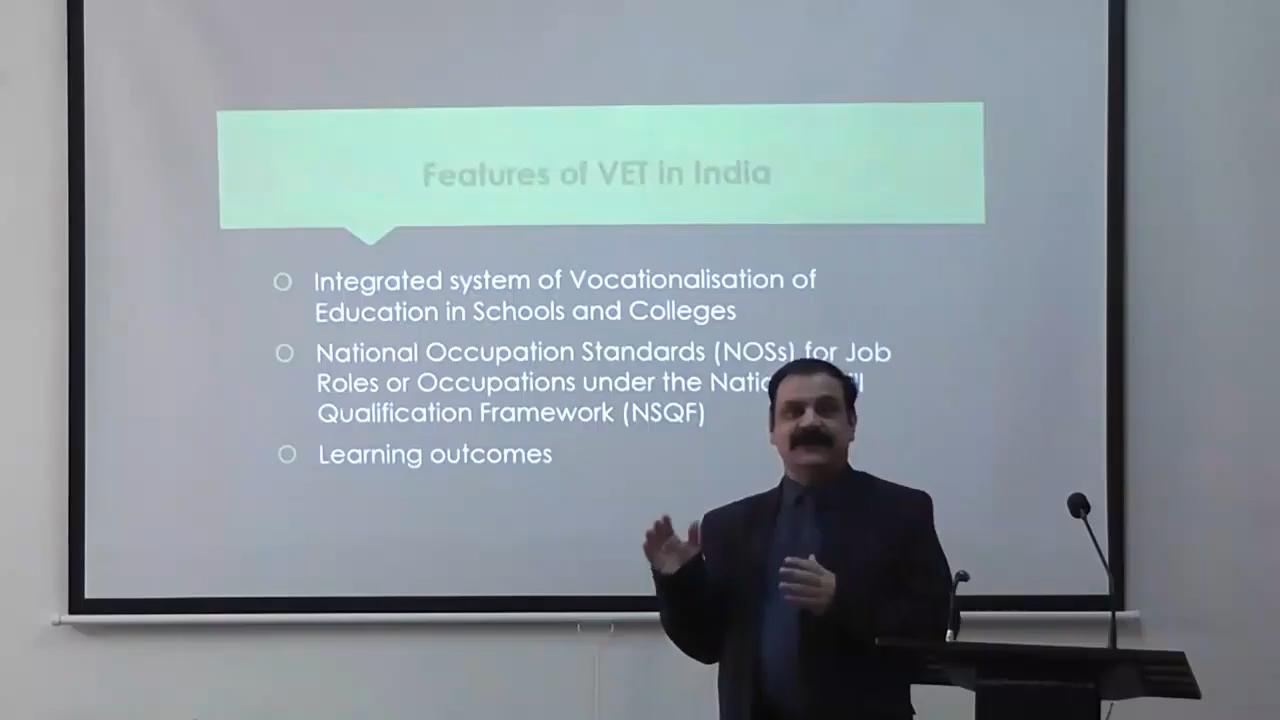 Features of VET in India
Integrated system of Vocationalisation of
Education in Schools and Colleges
National Occupation Standards (NOSs) for Job
Roles or Occupations under the
Qualification Framework (NSQF)
Learning outcomes